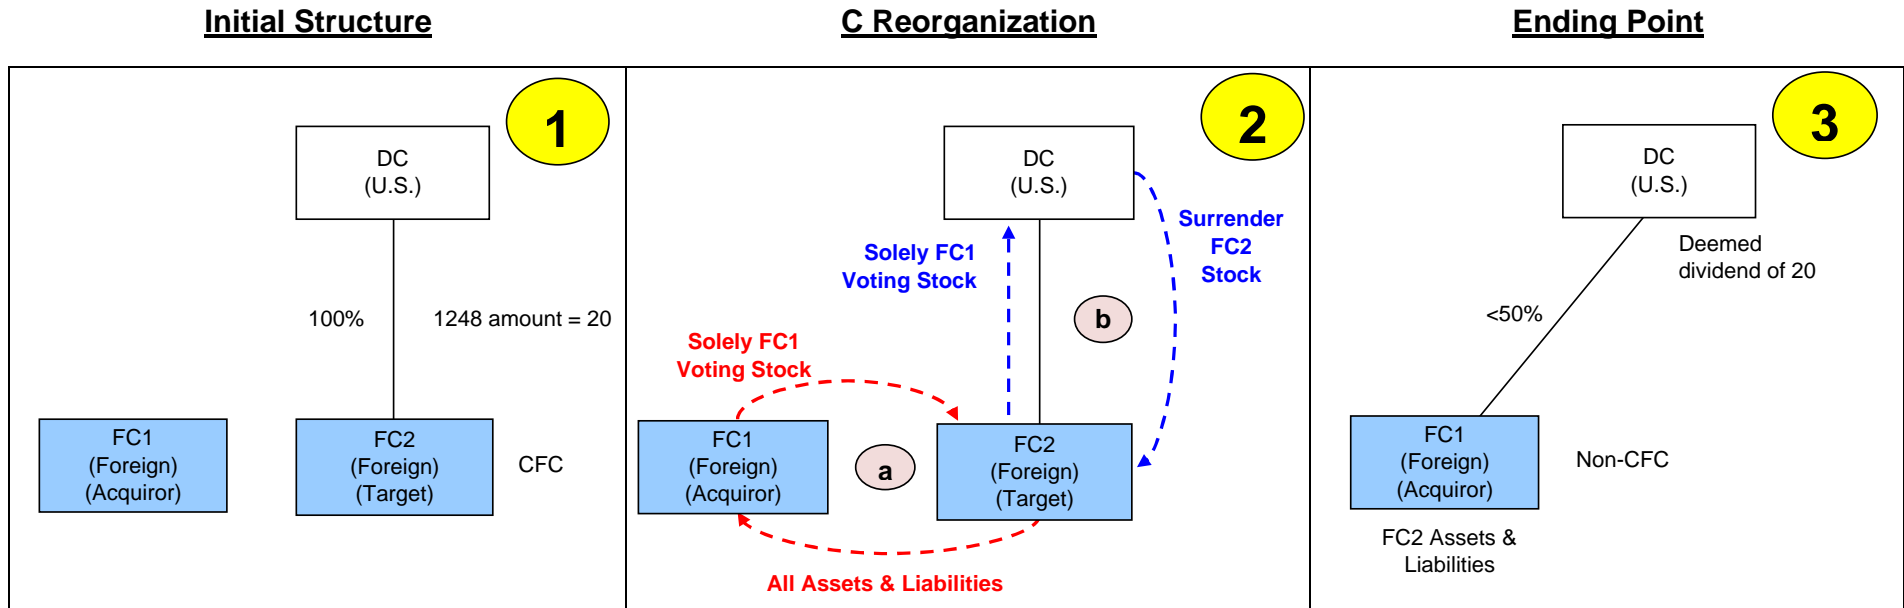 Initial Structure
C Reorganization
Ending Point
1
DC
(U.S.)
100%
1248 amount = 20
FC1
(Foreign)
(Acquiror)
FC2
(Foreign)
(Target)
CFC
2
DC
(U.S.)
Surrender
FC2
Stock
Solely FC1
Voting Stock
b
Solely FC1
Voting Stock
FC1
(Foreign)
(Acquiror)
a
FC2
(Foreign)
(Target)
All Assets & Liabilities
3
DC
(U.S.)
Deemed
dividend of 20
<50%
FC1
(Foreign)
(Acquiror)
Non-CFC
FC2 Assets &
Liabilities